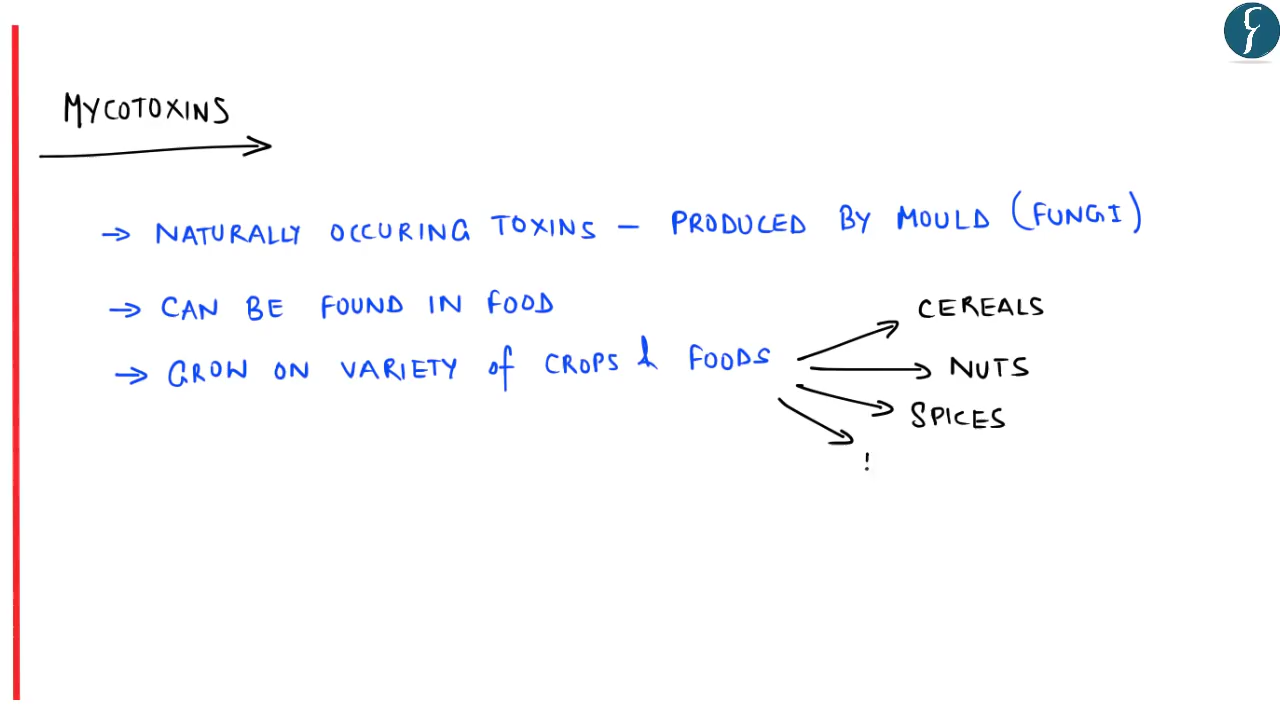 MYCOTOXINS
→ NATURALLY OCCURING TOXINS – PRODUCED BY MOULD (FUNGI)
→ CAN BE FOUND IN FOOD
→ GROW ON VARIETY of CROPS & FOODS
CEREALS
NUTS
SPICES